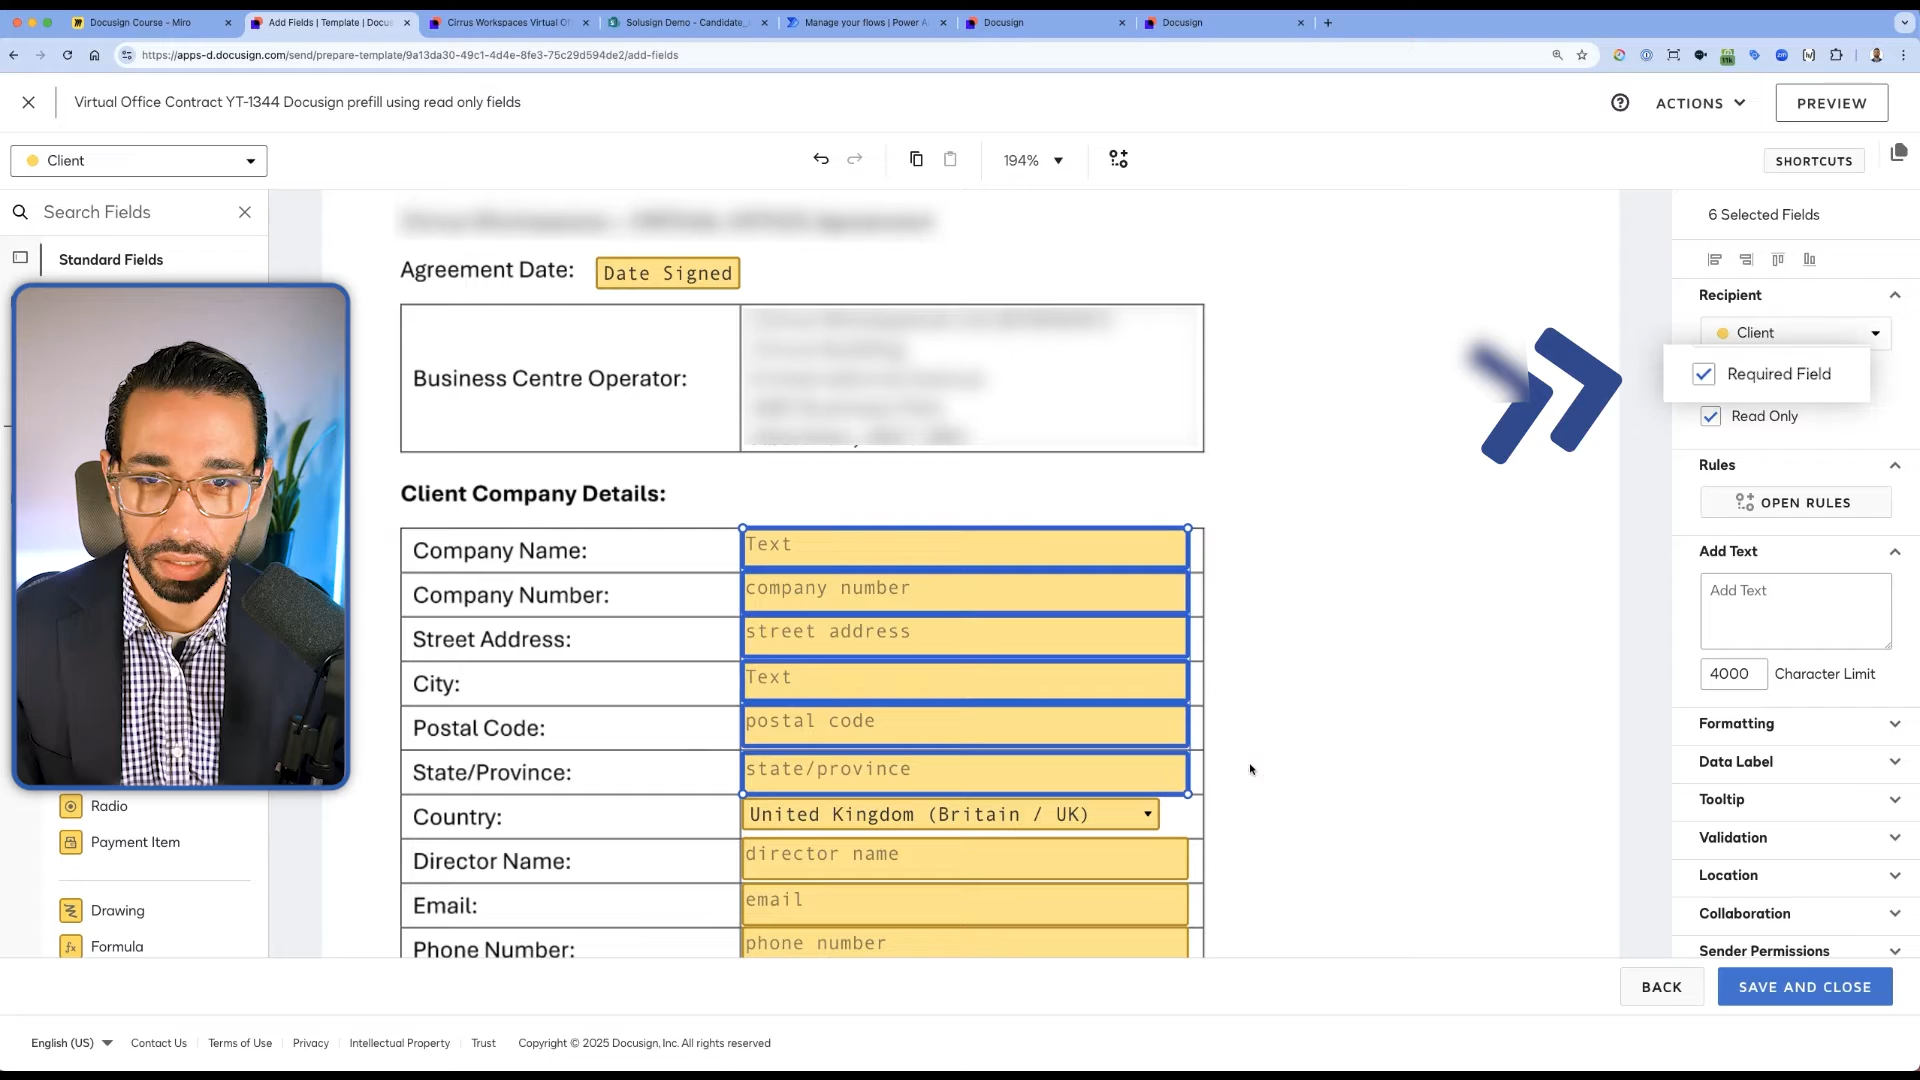 Docusign Course - Miro
Add Fields | Template | Docus
Cirrus Workspaces Virtual Of
Solusign Demo - Candidate_
Manage your flows | Power A
Docusign
Docusign
https://apps-d.docusign.com/send/prepare-template/9a13da30-49c1-4d4e-8fe3-75c29d594de2/add-fields
11k
Virtual Office Contract YT-1344 Docusign prefill using read only fields
ACTIONS
PREVIEW
Client
194%
SHORTCUTS
Search Fields
Standard Fields
Radio
Payment Item
Drawing
Formula
Agreement Date:
Date Signed
Business Centre Operator:
Client Company Details:
Company Name:
Text
Company Number:
company number
Street Address:
street address
City:
Text
Postal Code:
postal code
State/Province:
state/province
Country:
United Kingdom (Britain / UK)
Director Name:
director name
Email:
email
Phone Number:
phone number
6 Selected Fields
Recipient
Client
Required Field
Read Only
Rules
OPEN RULES
Add Text
Add Text
4000 Character Limit
Formatting
Data Label
Tooltip
Validation
Location
Collaboration
Sender Permissions
BACK
SAVE AND CLOSE
English (US)
Contact Us
Terms of Use
Privacy
Intellectual Property
Trust
Copyright © 2025 Docusign, Inc. All rights reserved